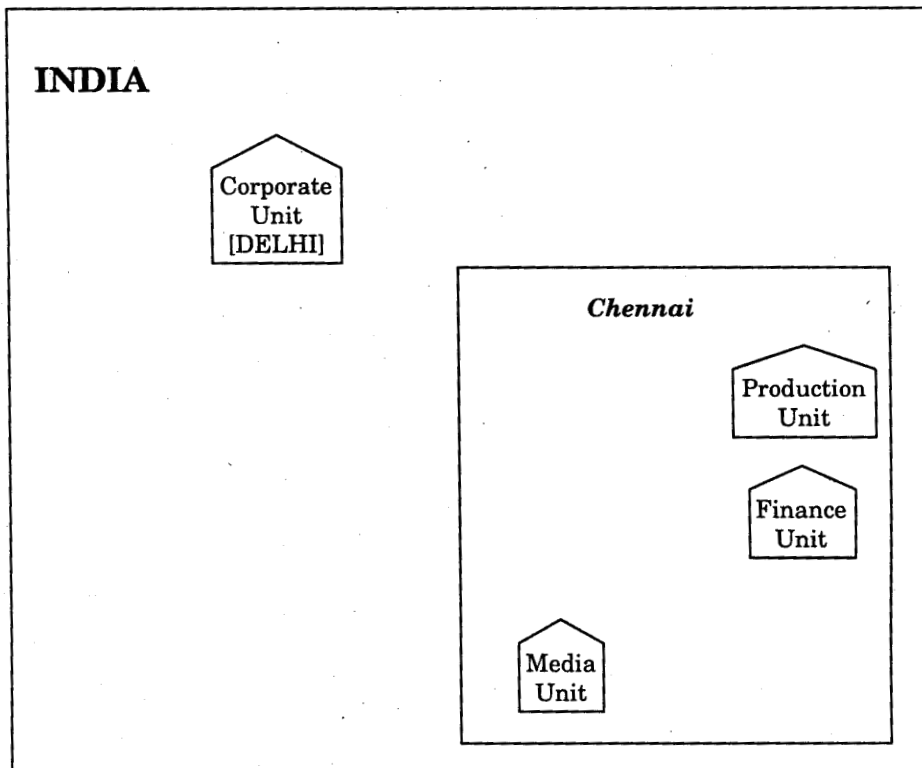 INDIA
Corporate
Unit
[DELHI]
Chennai
Production
Unit
Finance
Unit
Media
Unit